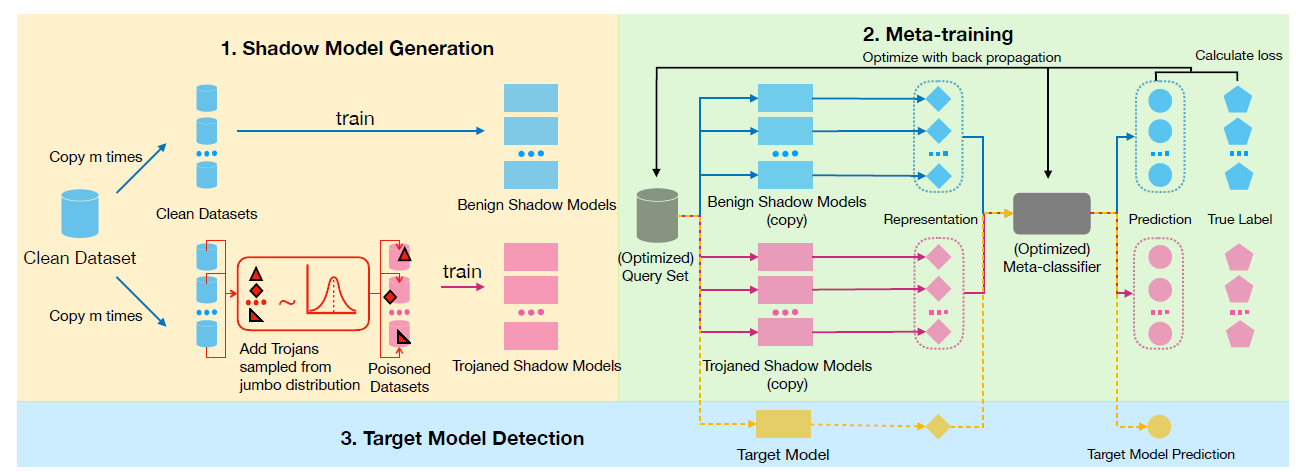 1. Shadow Model Generation
Copy m times
Clean Dataset
Copy m times
Clean Datasets
train
Benign Shadow Models
Add Trojans
sampled from
jumbo distribution
Poisoned
Datasets
train
Trojaned Shadow Models
2. Meta-training
Optimize with back propagation
Calculate loss
(Optimized)
Query Set
Benign Shadow Models
(copy)
Representation
(Optimized)
Meta-classifier
Prediction
True Label
Trojaned Shadow Models
(copy)
3. Target Model Detection
Target Model
Target Model Prediction